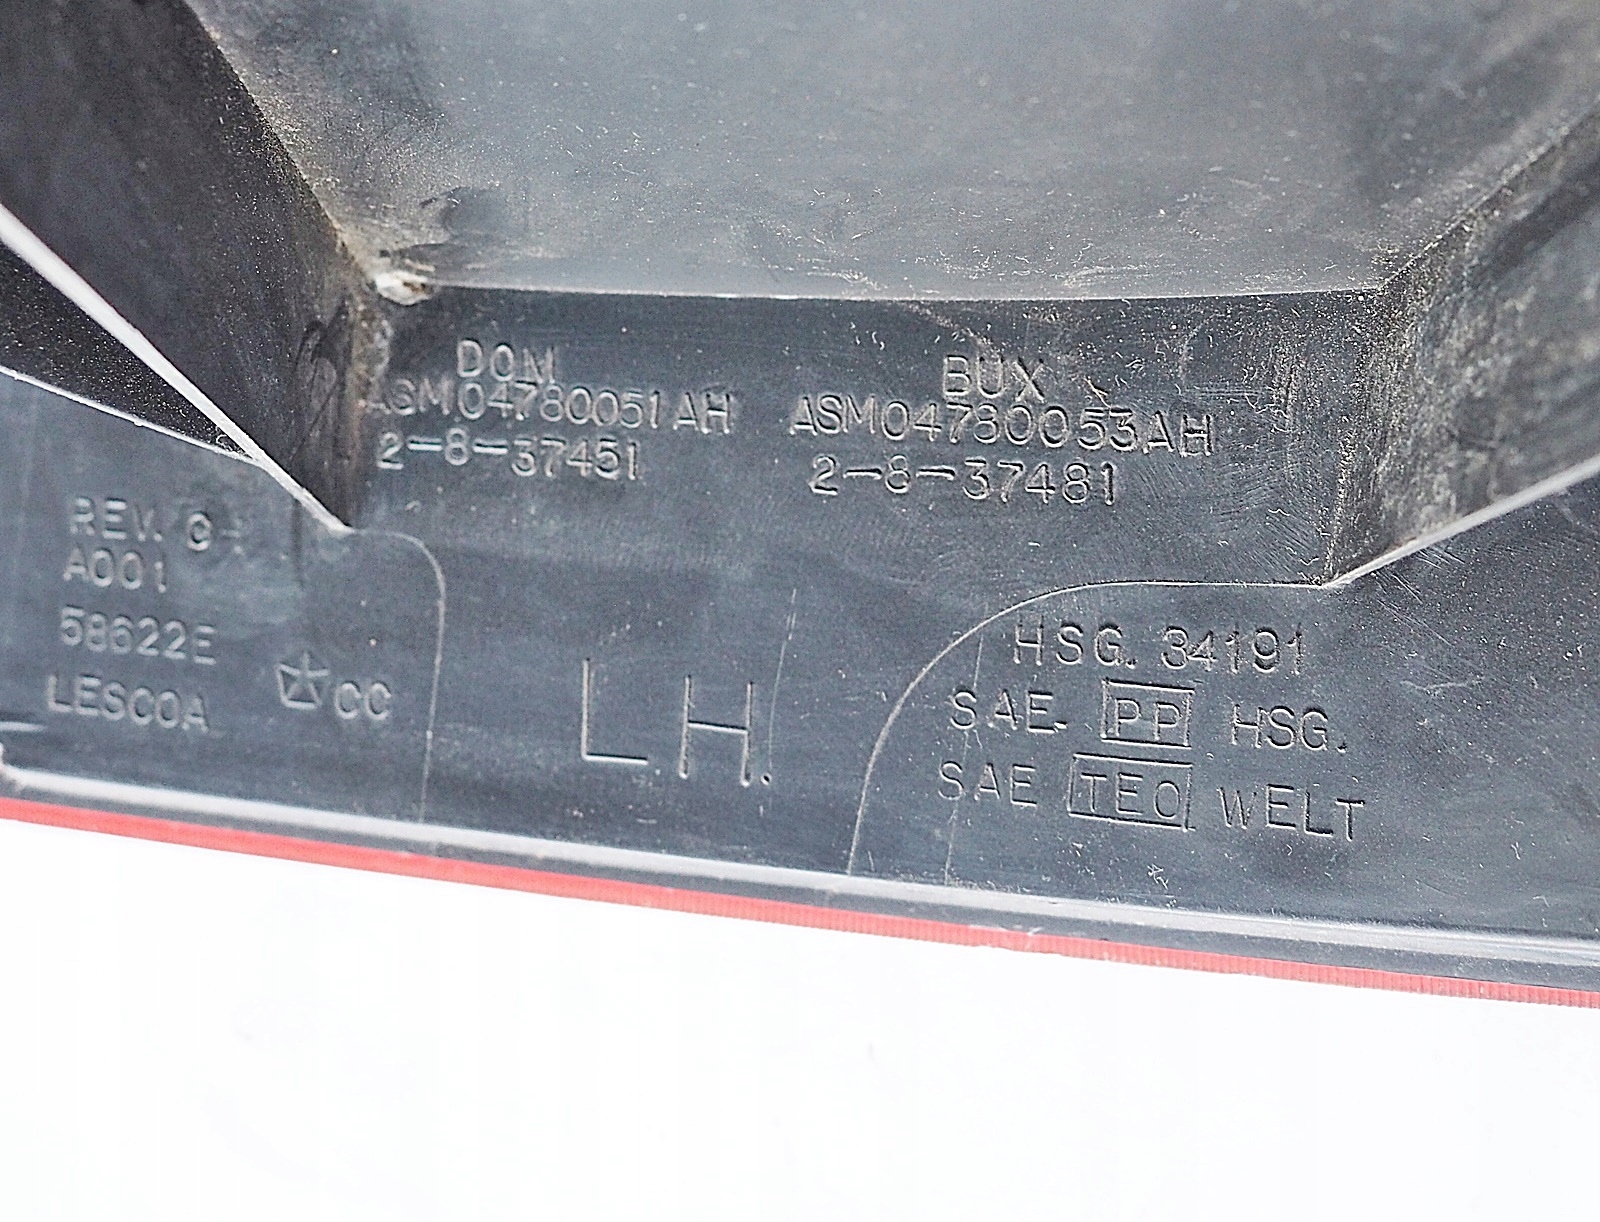 DOM
ASM04780051AH
2-8-37451
BUX
ASM04780053AH
2-8-37481
REV. C
A001
58622E
LESCOA
CC
L.H.
HSG. 34191
SAE PP HSG.
SAE TEO WELT